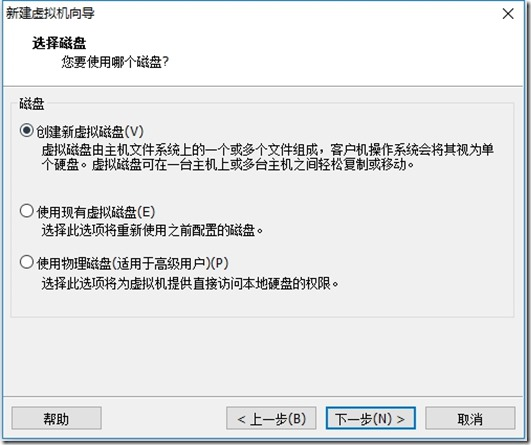 新建虚拟机向导
选择磁盘
您要使用哪个磁盘?
磁盘
创建新虚拟磁盘(V)
虚拟磁盘由主机文件系统上的一个或多个文件组成，客户机操作系统会将其视为单
个硬盘。虚拟磁盘可在一台主机上或多台主机之间轻松复制或移动。
使用现有虚拟磁盘(E)
选择此选项将重新使用之前配置的磁盘。
使用物理磁盘(适用于高级用户)(P)
选择此选项将为虚拟机提供直接访问本地硬盘的权限。
帮助
< 上一步(B)
下一步(N) >
取消